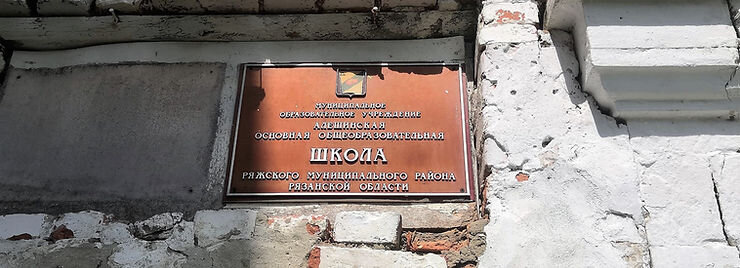 МУНИЦИПАЛЬНОЕ
ОБРАЗОВАТЕЛЬНОЕ УЧРЕЖДЕНИЕ
АЛЕШИНСКАЯ
ОСНОВНАЯ ОБЩЕОБРАЗОВАТЕЛЬНАЯ
ШКОЛА
РЯЖСКОГО МУНИЦИПАЛЬНОГО РАЙОНА
РЯЗАНСКОЙ ОБЛАСТИ